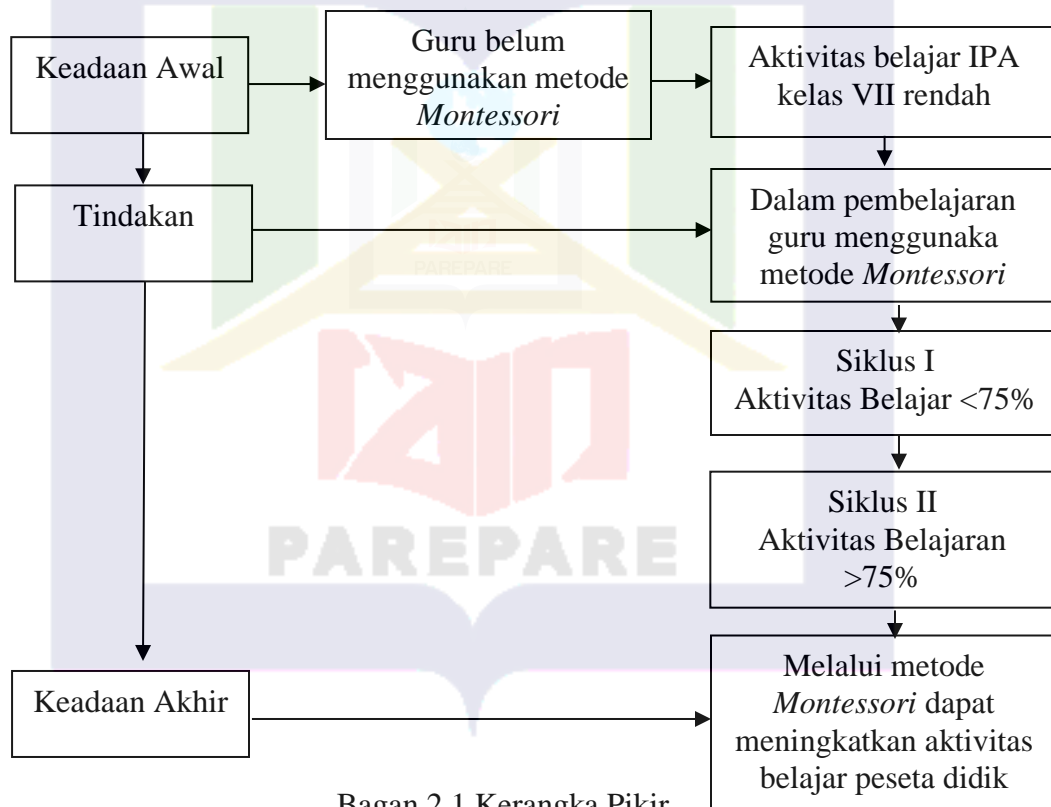 Keadaan Awal
Guru belum
menggunakan metode
Montessori
Aktivitas belajar IPA
kelas VII rendah
Tindakan
Dalam pembelajaran
guru menggunaka
metode Montessori
IAIN
PAREPARE
Siklus I
Aktivitas Belajar <75%
Siklus II
Aktivitas Belajaran
>75%
PAREPARE
Keadaan Akhir
Melalui metode
Montessori dapat
meningkatkan aktivitas
belajar peseta didik
Bagan 2.1 Kerangka Pikir